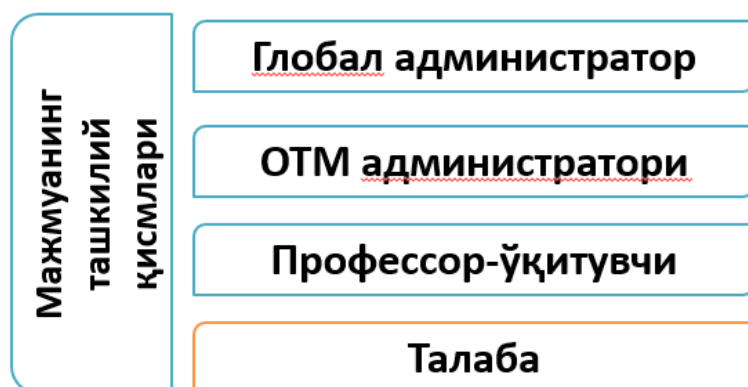 Мажмуанинг
ташкилий
қисмлари
Глобал администратор
ОТМ администратори
Профессор-ўқитувчи
Талаба